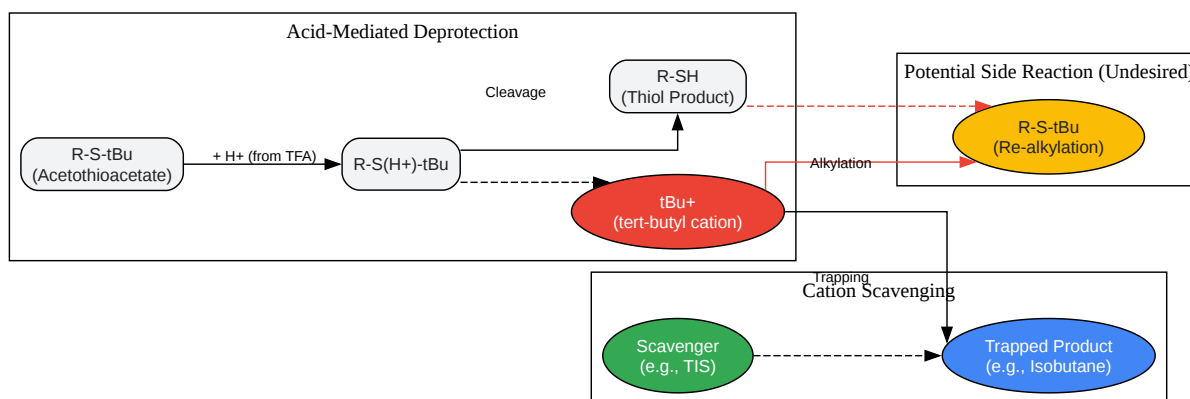 Acid-Mediated Deprotection
R-S-tBu
(Acetothioacetate)
+ H+ (from TFA)
R-S(H+)-tBu
Cleavage
R-SH
(Thiol Product)
tBu+
(tert-butyl cation)
Potential Side Reaction (Undesired)
R-S-tBu
(Re-alkylation)
Alkylation
Trapping
Cation Scavenging
Scavenger
(e.g., TIS)
Trapped Product
(e.g., Isobutane)